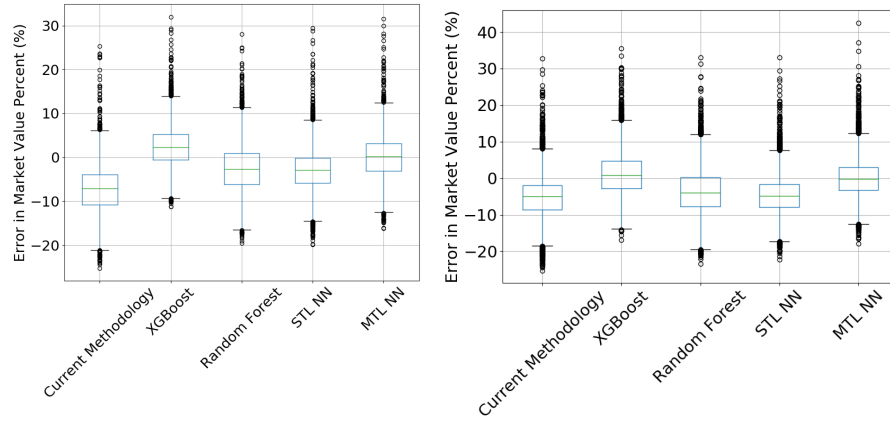 Error in Market Value Percent (%)
30
20
10
0
−10
−20
Current Methodology
XGBoost
Random Forest
STL NN
MTL NN
Error in Market Value Percent (%)
40
30
20
10
0
−10
−20
Current Methodology
XGBoost
Random Forest
STL NN
MTL NN